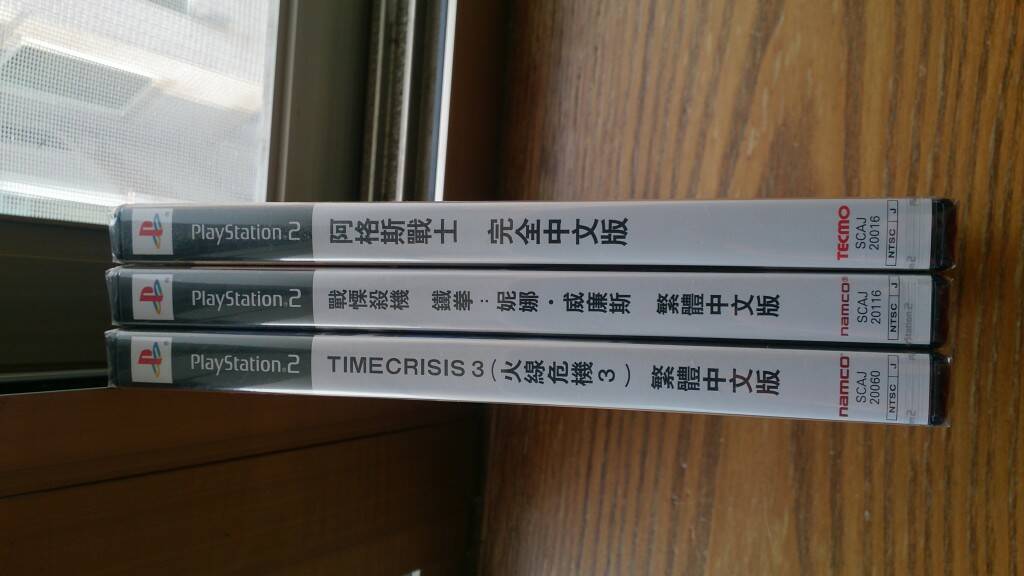 PlayStation 2 阿格斯戰士 完全中文版 TECMO SCAJ 20016 NTSC J
PlayStation 2 戰慄殺機 鐵拳:妮娜・威廉斯 繁體中文版 namco SCAJ 20116 NTSC J
PlayStation 2 TIME CRISIS 3 (火線危機3) 繁體中文版 namco SCAJ 20060 NTSC J